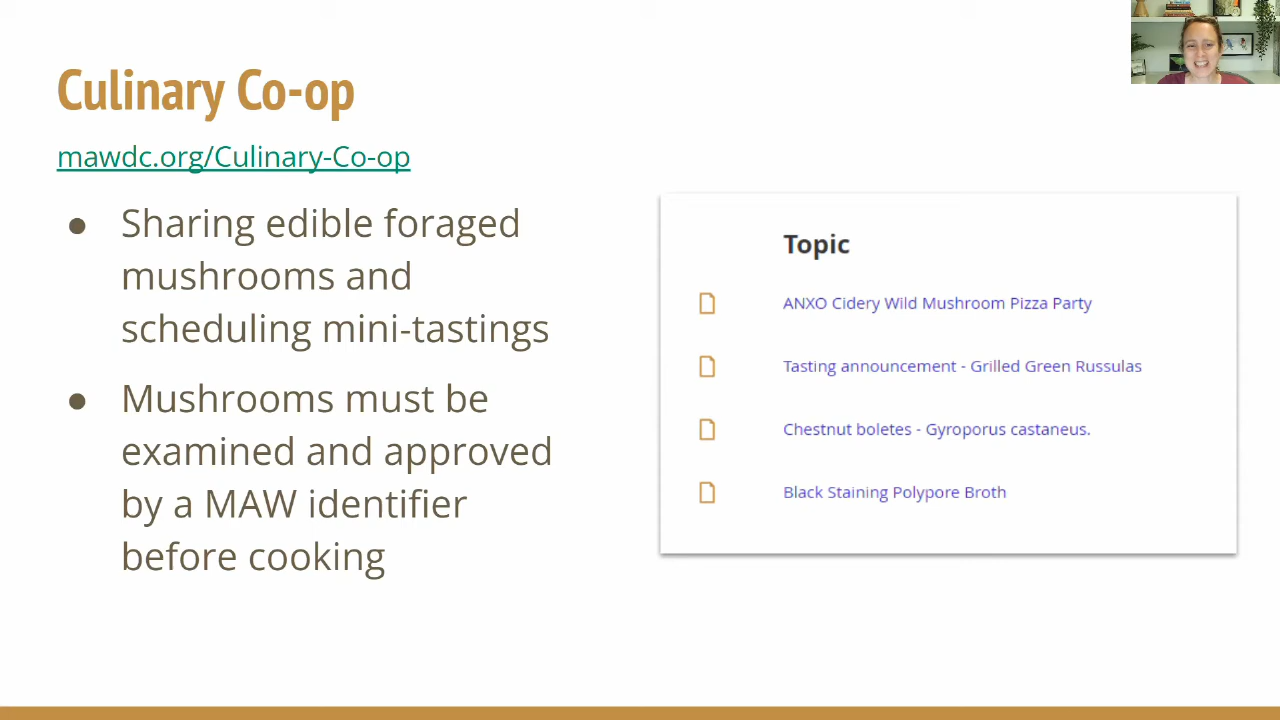 Culinary Co-op
mawdc.org/Culinary-Co-op
● Sharing edible foraged
mushrooms and
scheduling mini-tastings
● Mushrooms must be
examined and approved
by a MAW identifier
before cooking
Topic
ANXO Cidery Wild Mushroom Pizza Party
Tasting announcement - Grilled Green Russulas
Chestnut boletes - Gyroporus castaneus.
Black Staining Polypore Broth